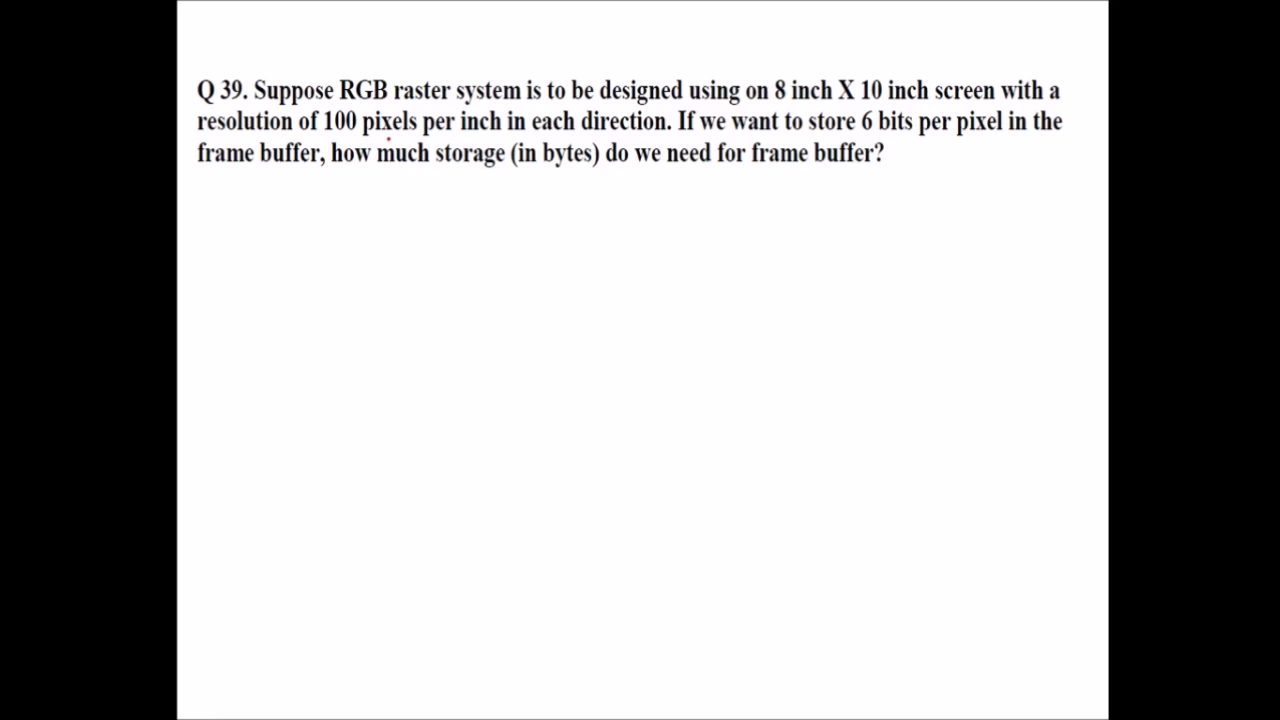 Q 39. Suppose RGB raster system is to be designed using on 8 inch X 10 inch screen with a
resolution of 100 pixels per inch in each direction. If we want to store 6 bits per pixel in the
frame buffer, how much storage (in bytes) do we need for frame buffer?